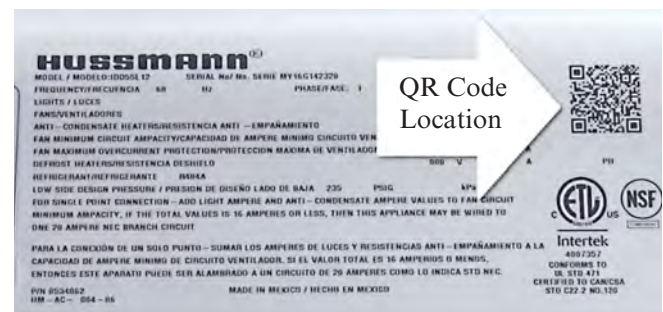 HUSSMANN®
MODEL / MODELO:IDD5SL12 SERIAL No/ No. SERIE MY16G142320
FREQUENCY/FRECUENCIA 60 Hz PHASE/FASE. 1
LIGHTS / LUCES
FANS/VENTILADORES
ANTI – CONDENSATE HEATERS/RESISTENCIA ANTI – EMPAÑAMIENTO
FAN MINIMUM CIRCUIT AMPACITY/CAPACIDAD DE AMPERE MINIMO CIRCUITO
FAN MAXIMUM OVERCURRENT PROTECTION/PROTECCION MAXIMA DE
DEFROST HEATERS/RESISTENCIA DESHIELO V A PH
REFRIGERANT/REFRIGERANTE R404A
LOW SIDE DESIGN PRESSURE / PRESION DE DISEÑO LADO DE BAJA 235 PSIG kPa
FOR SINGLE POINT CONNECTION – ADD LIGHT AMPERE AND ANTI – CONDENSATE AMPERE VALUES TO FAN CIRCUIT
MINIMUM AMPACITY, IF THE TOTAL VALUES IS 16 AMPERES OR LESS, THEN THIS APPLIANCE MAY BE WIRED TO
ONE 20 AMPERE NEC BRANCH CIRCUIT
PARA LA CONEXIÓN DE UN SOLO PUNTO – SUMAR LOS AMPERES DE LUCES Y RESISTENCIAS ANTI – EMPAÑAMIENTO A LA
CAPACIDAD DE AMPERE MINIMO DE CIRCUITO VENTILADOR. SI EL VALOR TOTAL ES 16 AMPERIOS O MENOS,
ENTONCES ESTE APARATO PUEDE SER ALAMBRADO A UN CIRCUITO DE 20 AMPERES COMO LO INDICA STD NEC.
P/N 0534862 MADE IN MEXICO / HECHO EN MEXICO
HM – AC – 004 – 06
QR Code
Location
C ETL US NSF
Intertek
4007357
CONFORMS TO
UL STD 471
CERTIFIED TO CAN/CSA
STD C22.2 NO.120